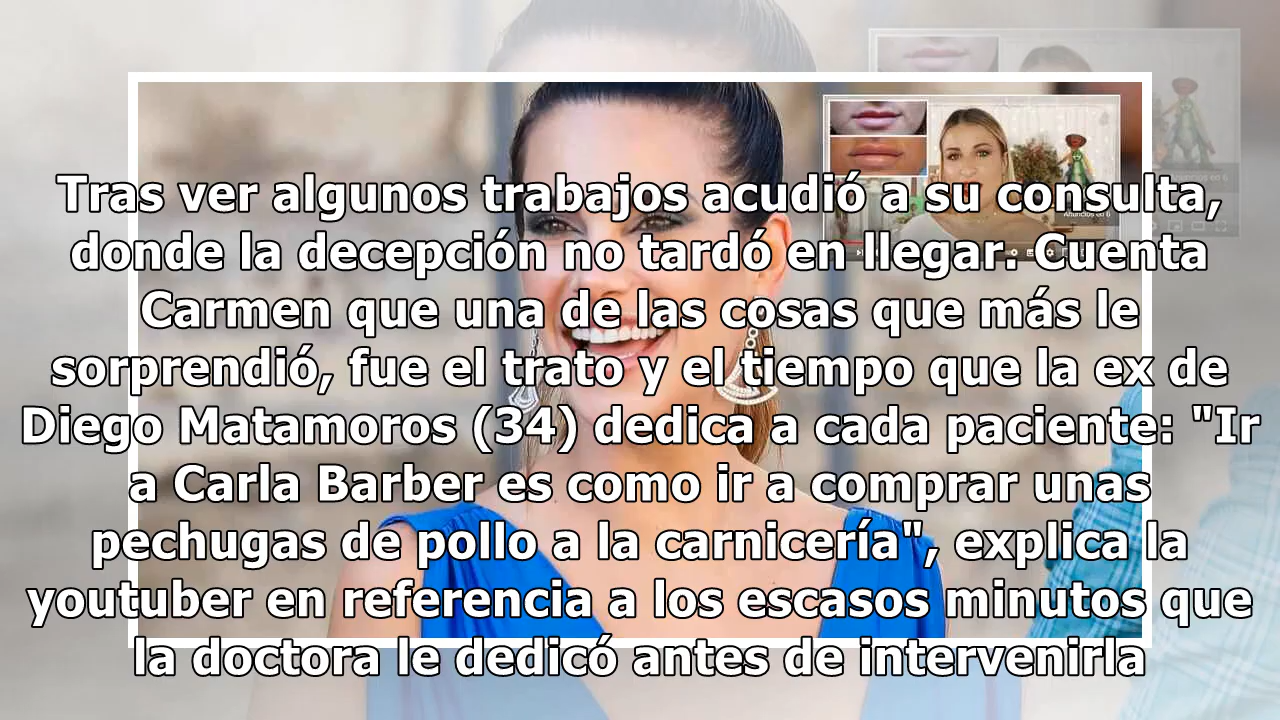 Anuncios en 6
Tras ver algunos trabajos acudió a su consulta,
donde la decepción no tardó en llegar. Cuenta
Carmen que una de las cosas que más le
sorprendió, fue el trato y el tiempo que la ex de
Diego Matamoros (34) dedica a cada paciente: "Ir
a Carla Barber es como ir a comprar unas
pechugas de pollo a la carnicería", explica la
youtuber en referencia a los escasos minutos que
la doctora le dedicó antes de intervenirla